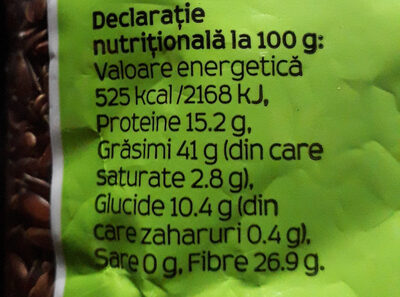 Declarație
nutrițională la 100 g:
Valoare energetică
525 kcal/2168 kJ,
Proteine 15.2 g,
Grăsimi 41 g (din care
saturate 2.8 g),
Glucide 10.4 g (din
care zaharuri 0.4 g),
Sare 0 g, Fibre 26.9 g.